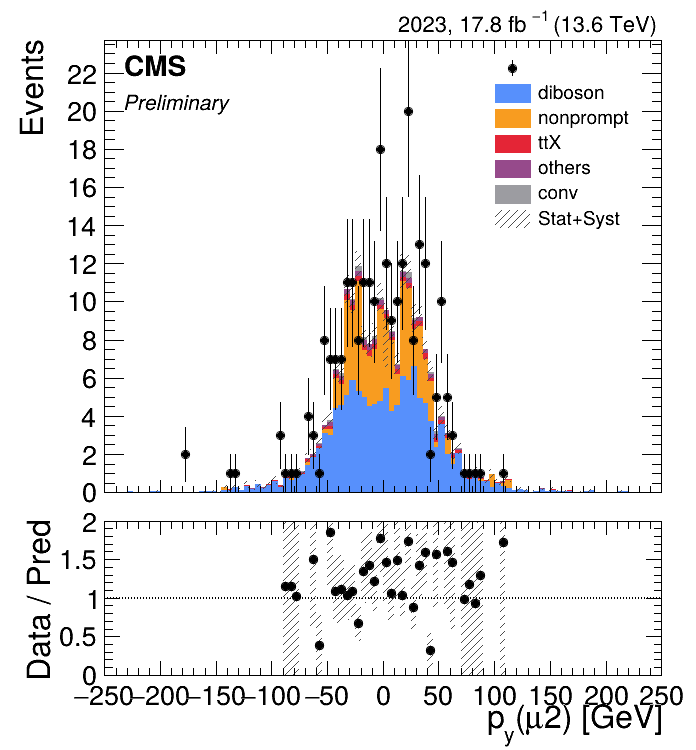 2023, 17.8 fb⁻¹ (13.6 TeV)
CMS
Preliminary
Events
22
20
18
16
14
12
10
8
6
4
2
0
diboson
nonprompt
ttX
others
conv
Stat+Syst
Data / Pred
2
1.5
1
0.5
0
−250 −200 −150 −100 −50 0 50 100 150 200 250
p_y(μ2) [GeV]